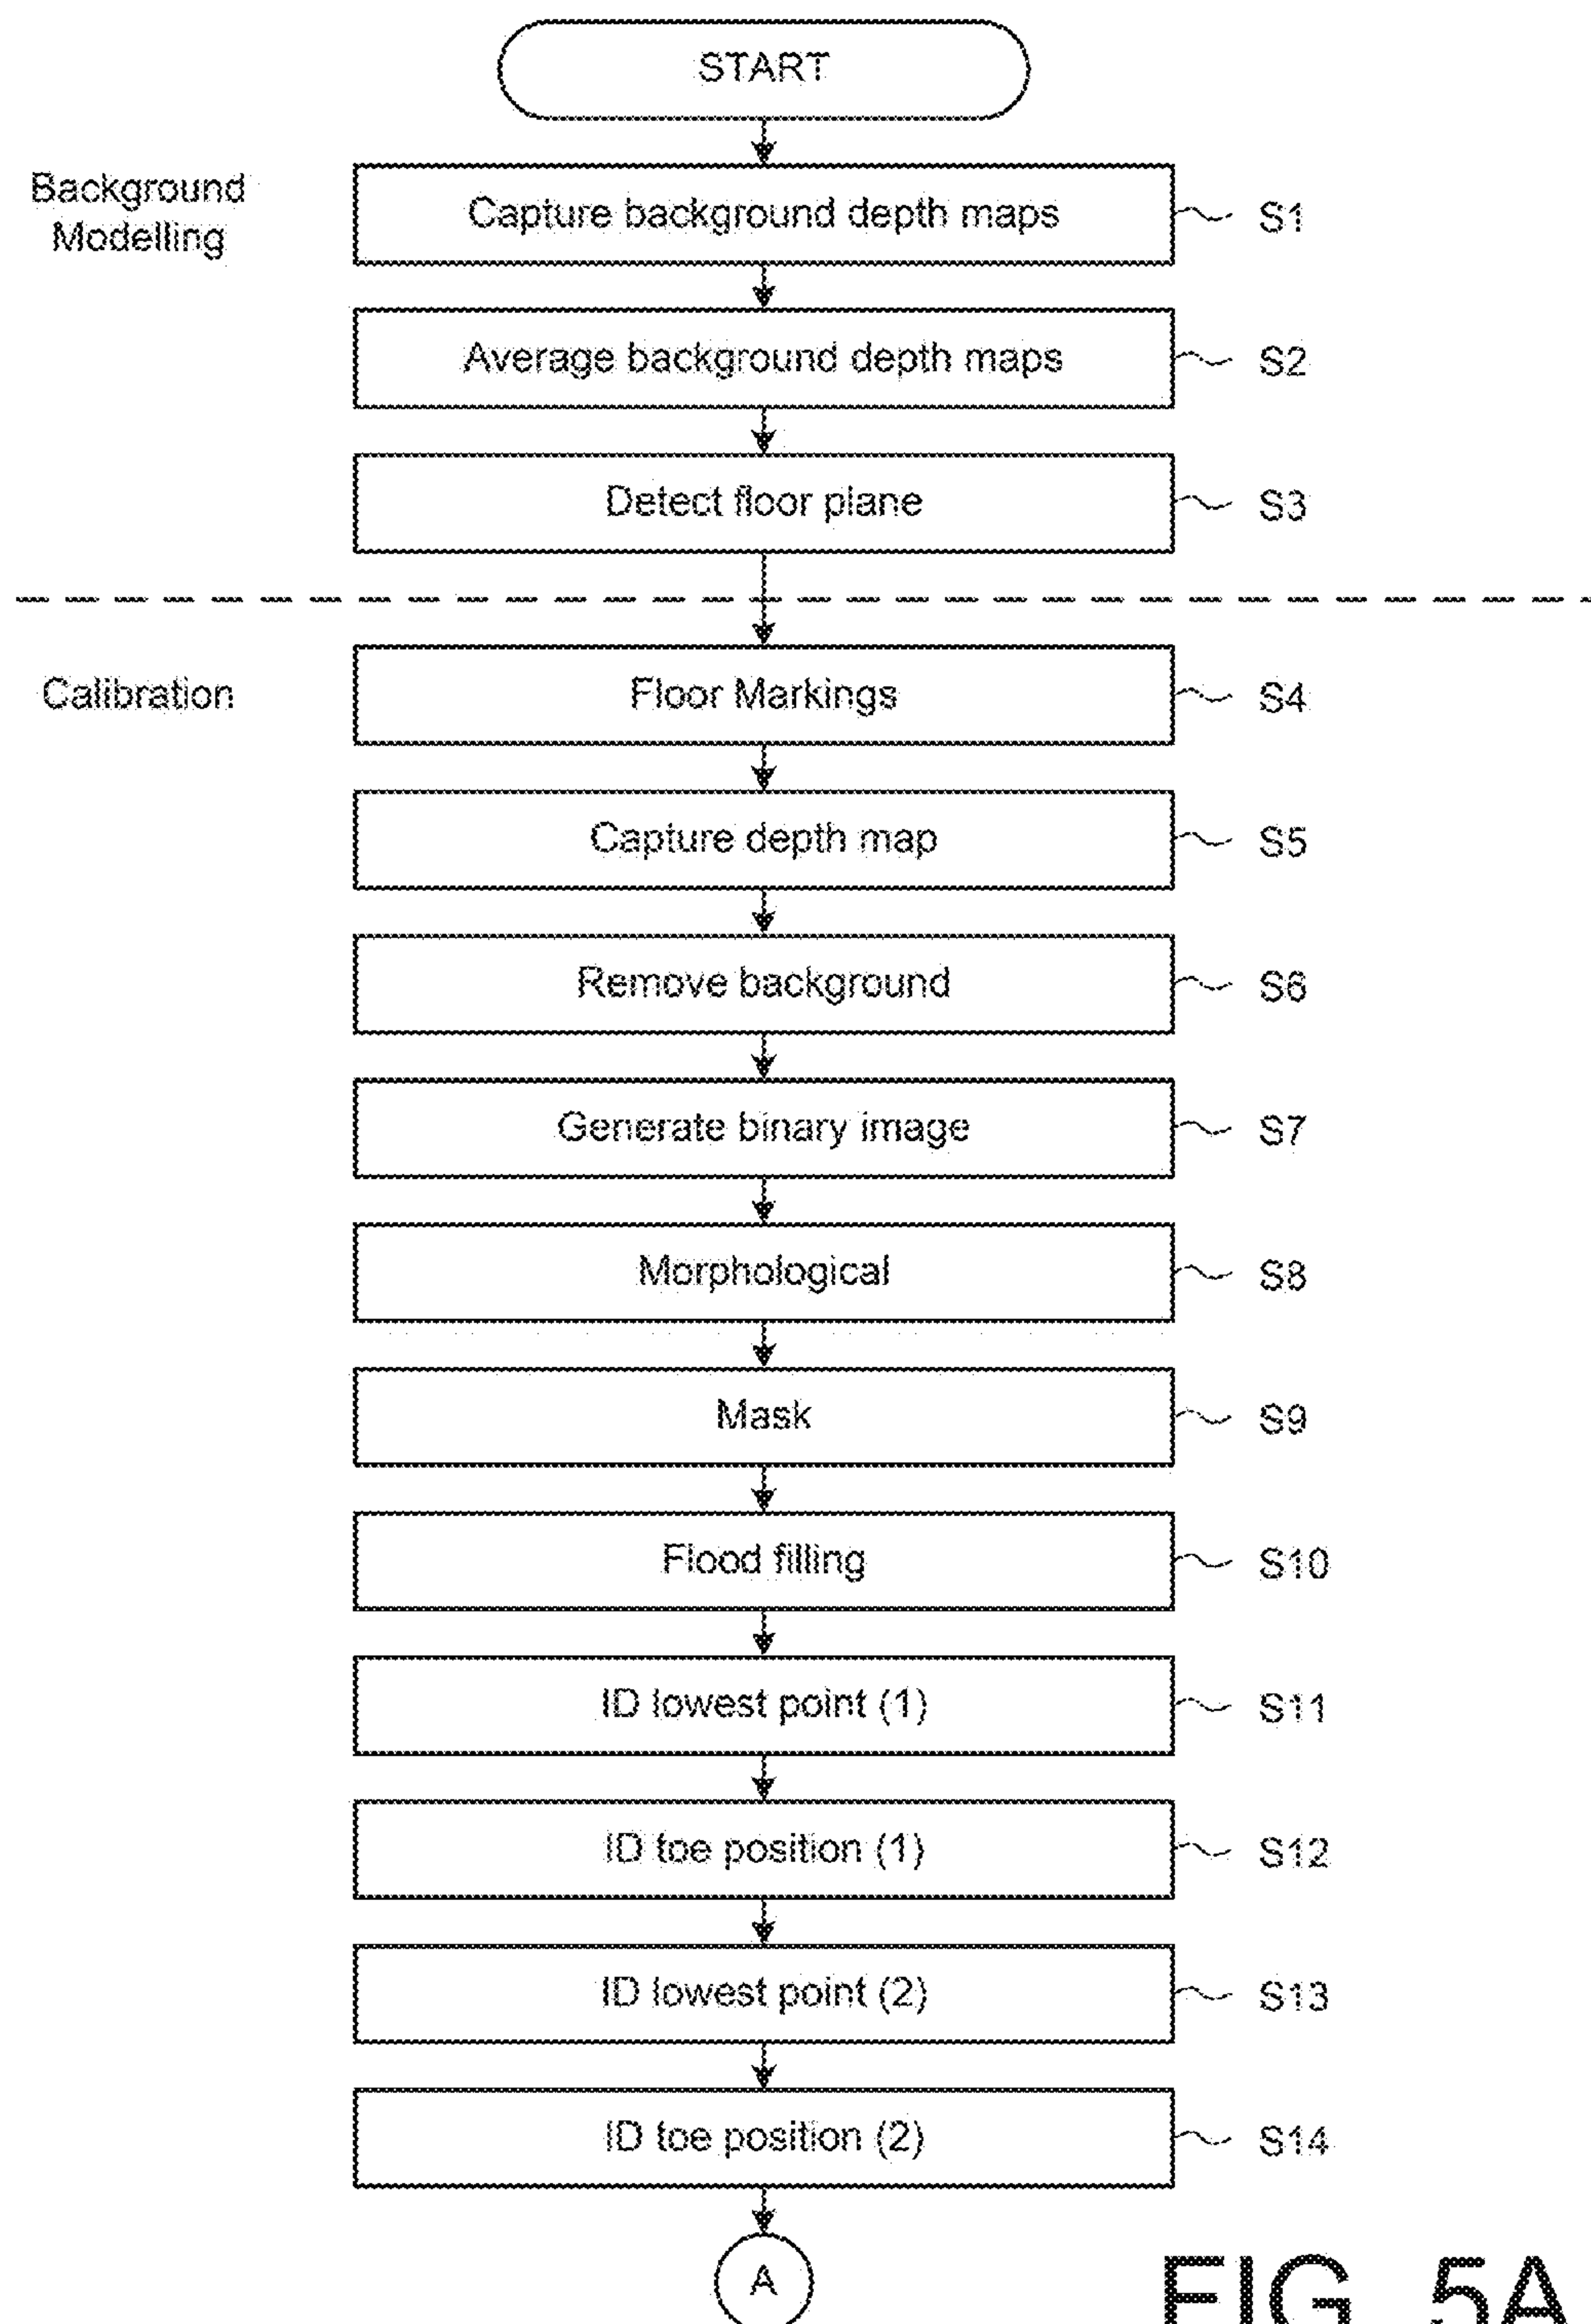 START
Background
Modelling
Capture background depth maps
S1
Average background depth maps
S2
Detect floor plane
S3
Calibration
Floor Markings
S4
Capture depth map
S5
Remove background
S6
Generate binary image
S7
Morphological
S8
Mask
S9
Flood filling
S10
ID lowest point (1)
S11
ID toe position (1)
S12
ID lowest point (2)
S13
ID toe position (2)
S14
A
FIG. 5A